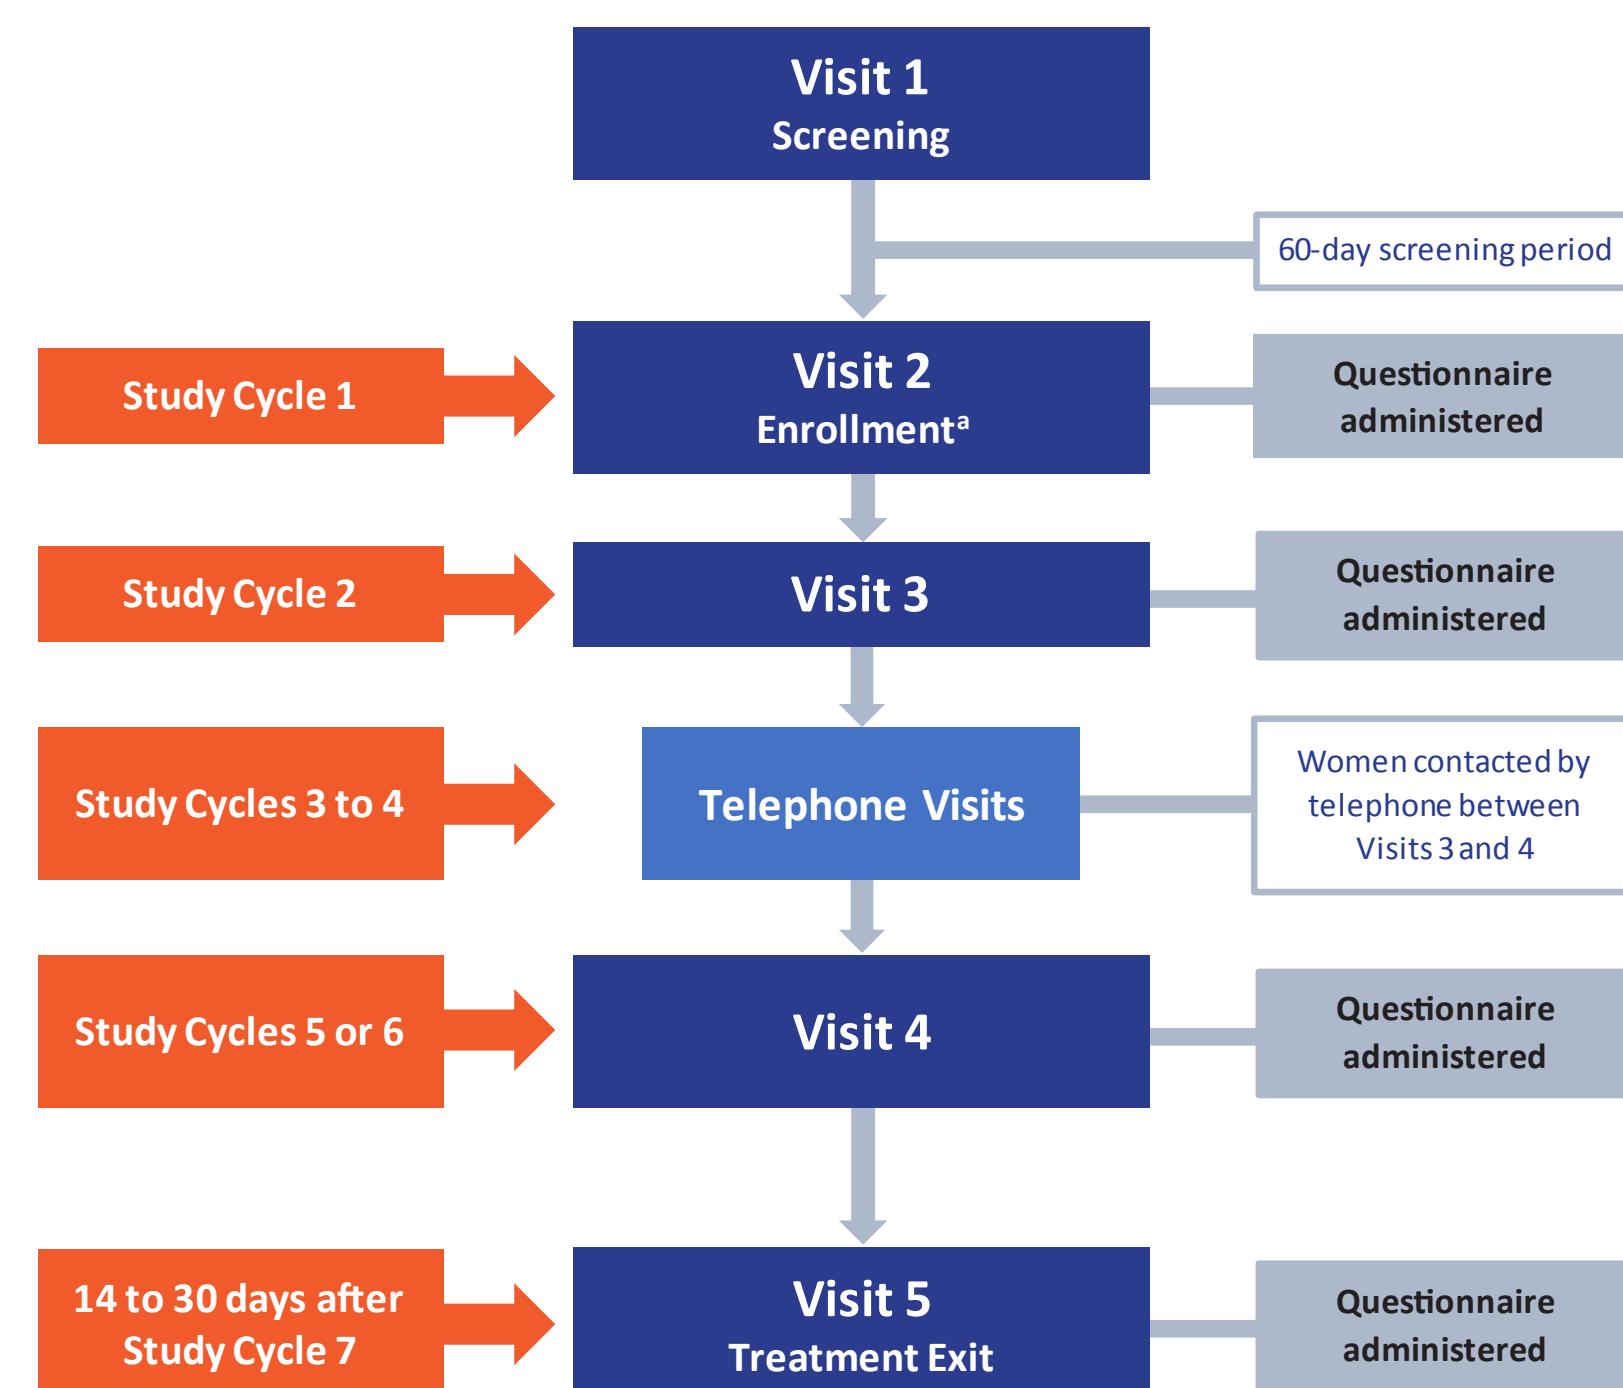 Visit 1
Screening
60-day screening period
Study Cycle 1
Visit 2
Enrollmentᵃ
Questionnaire
administered
Study Cycle 2
Visit 3
Questionnaire
administered
Study Cycles 3 to 4
Telephone Visits
Women contacted by
telephone between
Visits 3 and 4
Study Cycles 5 or 6
Visit 4
Questionnaire
administered
14 to 30 days after
Study Cycle 7
Visit 5
Treatment Exit
Questionnaire
administered